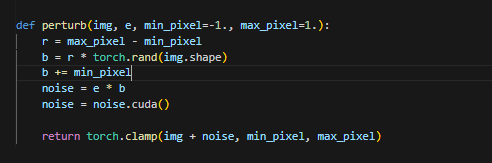 def perturb(img, e, min_pixel=-1., max_pixel=1.):
    r = max_pixel - min_pixel
    b = r * torch.rand(img.shape)
    b += min_pixel
    noise = e * b
    noise = noise.cuda()

    return torch.clamp(img + noise, min_pixel, max_pixel)